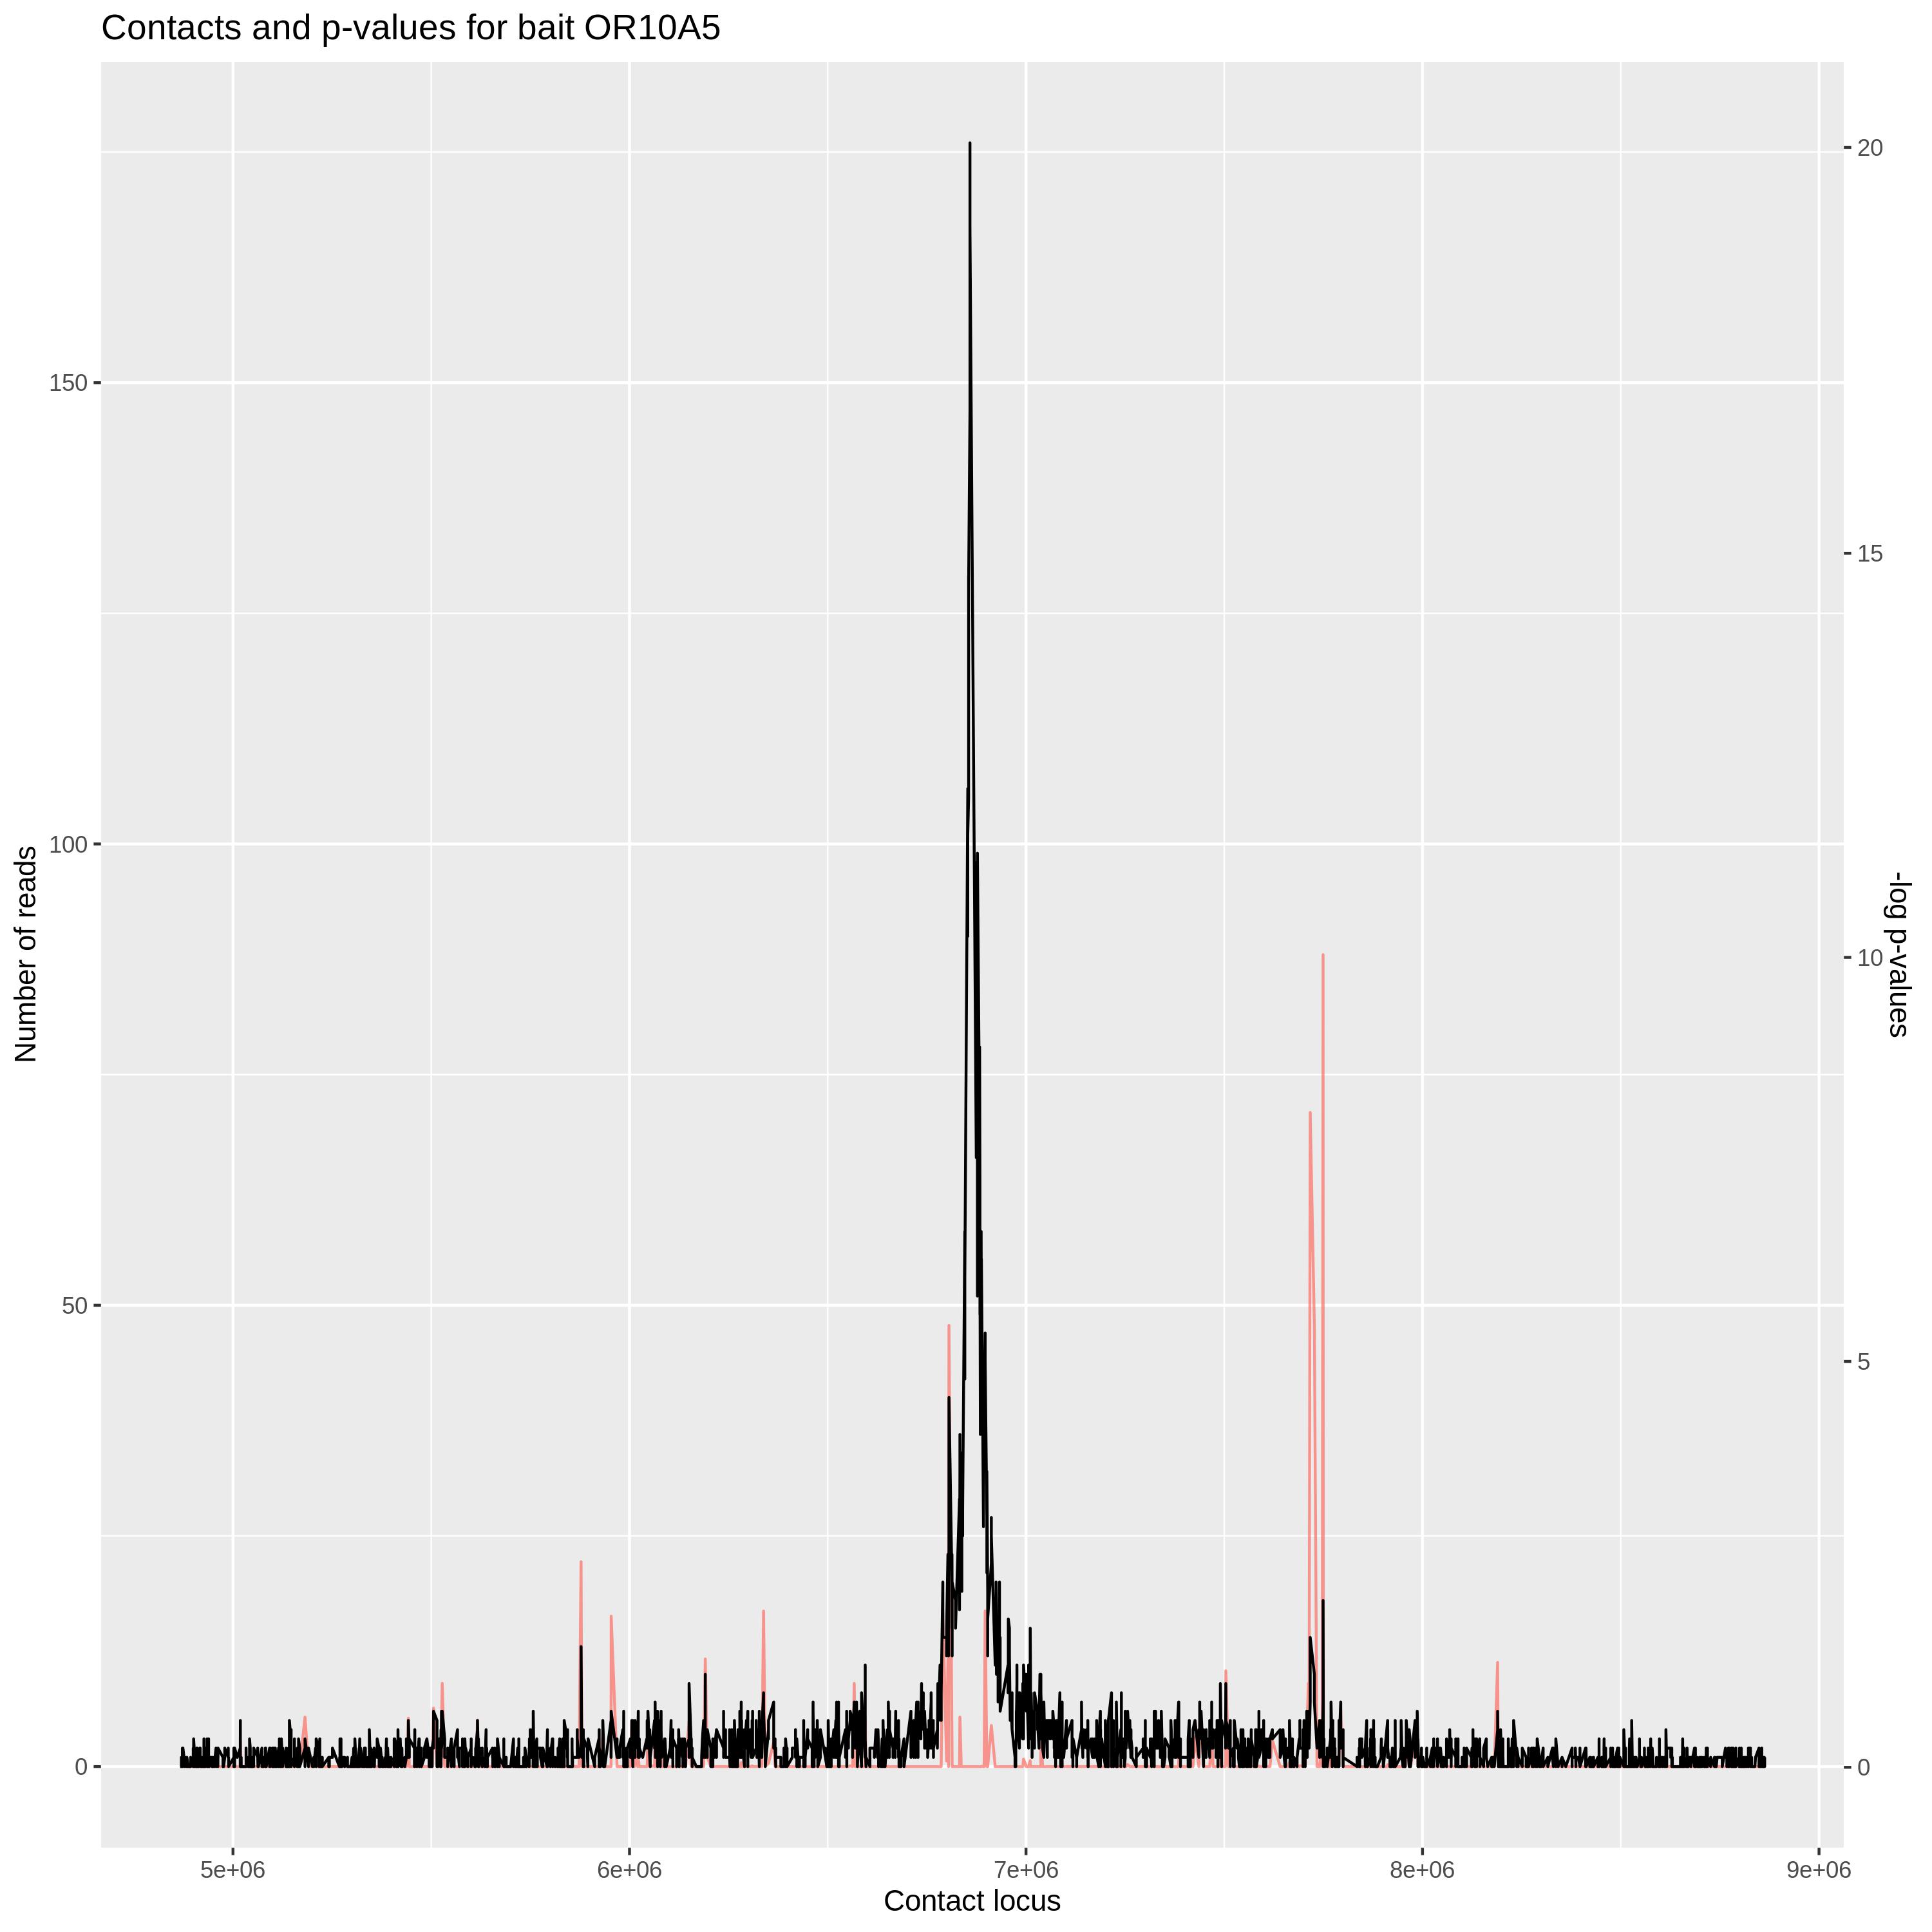 Contacts and p-values for bait OR10A5
Number of reads
150
100
50
0
20
15
10
5
0
-log p-values
5e+06 6e+06 7e+06 8e+06 9e+06
Contact locus